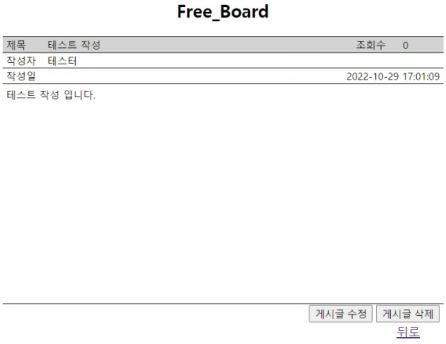 Free_Board
제목 테스트 작성 조회수 0
작성자 테스터
작성일 2022-10-29 17:01:09
테스트 작성 입니다.
게시글 수정 게시글 삭제
뒤로